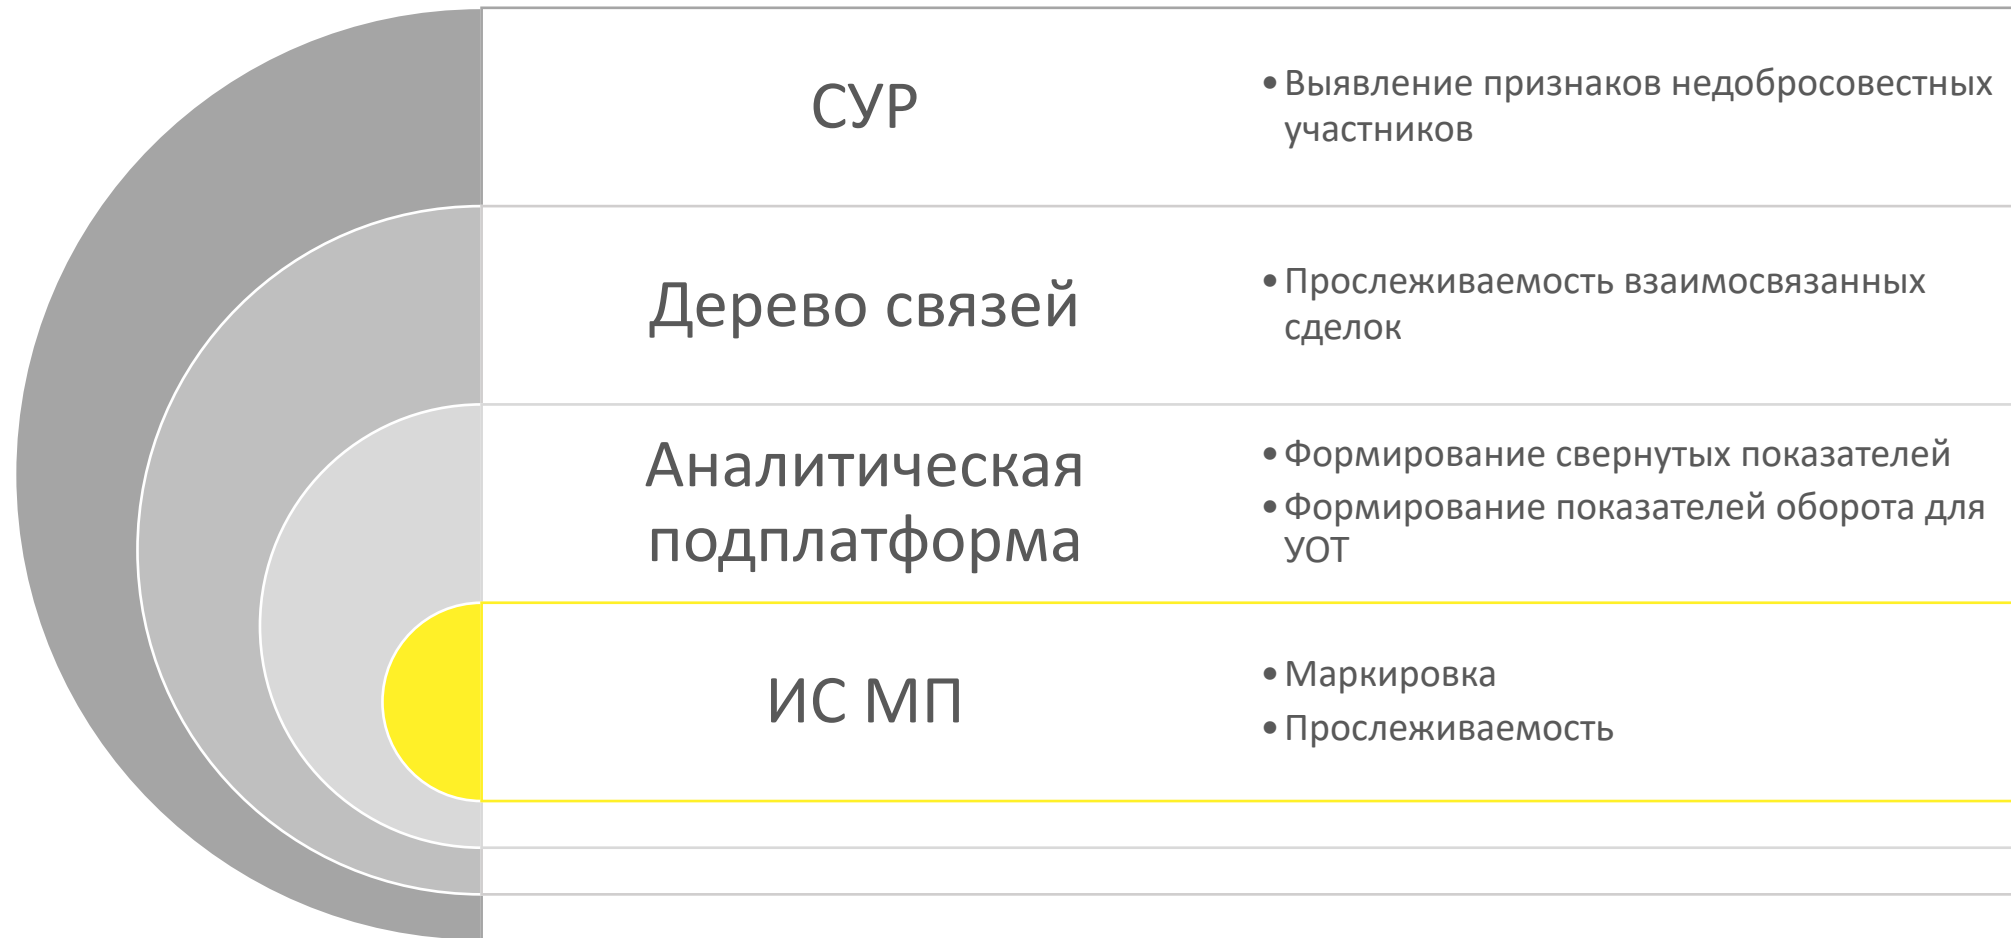 СУР
• Выявление признаков недобросовестных
участников
Дерево связей
• Прослеживаемость взаимосвязанных
сделок
Аналитическая
подплатформа
• Формирование свернутых показателей
• Формирование показателей оборота для
УОТ
ИС МП
• Маркировка
• Прослеживаемость